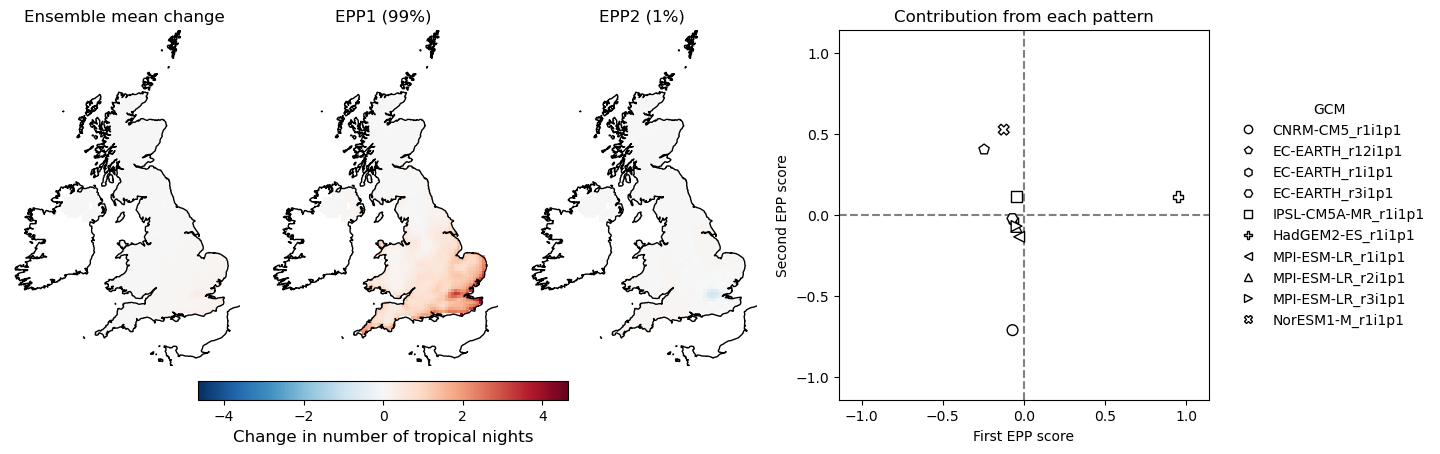 Ensemble mean change
EPP1 (99%)
EPP2 (1%)
−4
−2
0
2
4
Change in number of tropical nights
Contribution from each pattern
Second EPP score
1.0
0.5
0.0
−0.5
−1.0
−1.0
−0.5
0.0
0.5
1.0
First EPP score
GCM
CNRM-CM5_r1i1p1
EC-EARTH_r12i1p1
EC-EARTH_r1i1p1
EC-EARTH_r3i1p1
IPSL-CM5A-MR_r1i1p1
HadGEM2-ES_r1i1p1
MPI-ESM-LR_r1i1p1
MPI-ESM-LR_r2i1p1
MPI-ESM-LR_r3i1p1
NorESM1-M_r1i1p1